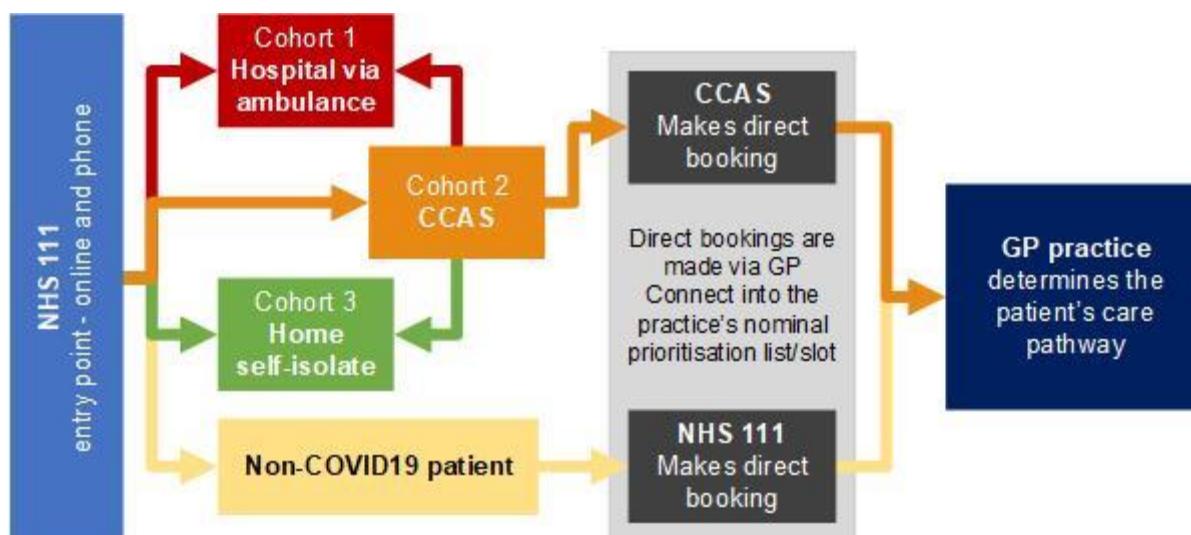 NHS 111
entry point - online and phone
Cohort 1
Hospital via
ambulance
Cohort 2
CCAS
Cohort 3
Home
self-isolate
Non-COVID19 patient
CCAS
Makes direct
booking
Direct bookings are
made via GP
Connect into the
practice's nominal
prioritisation list/slot
NHS 111
Makes direct
booking
GP practice
determines the
patient's care
pathway